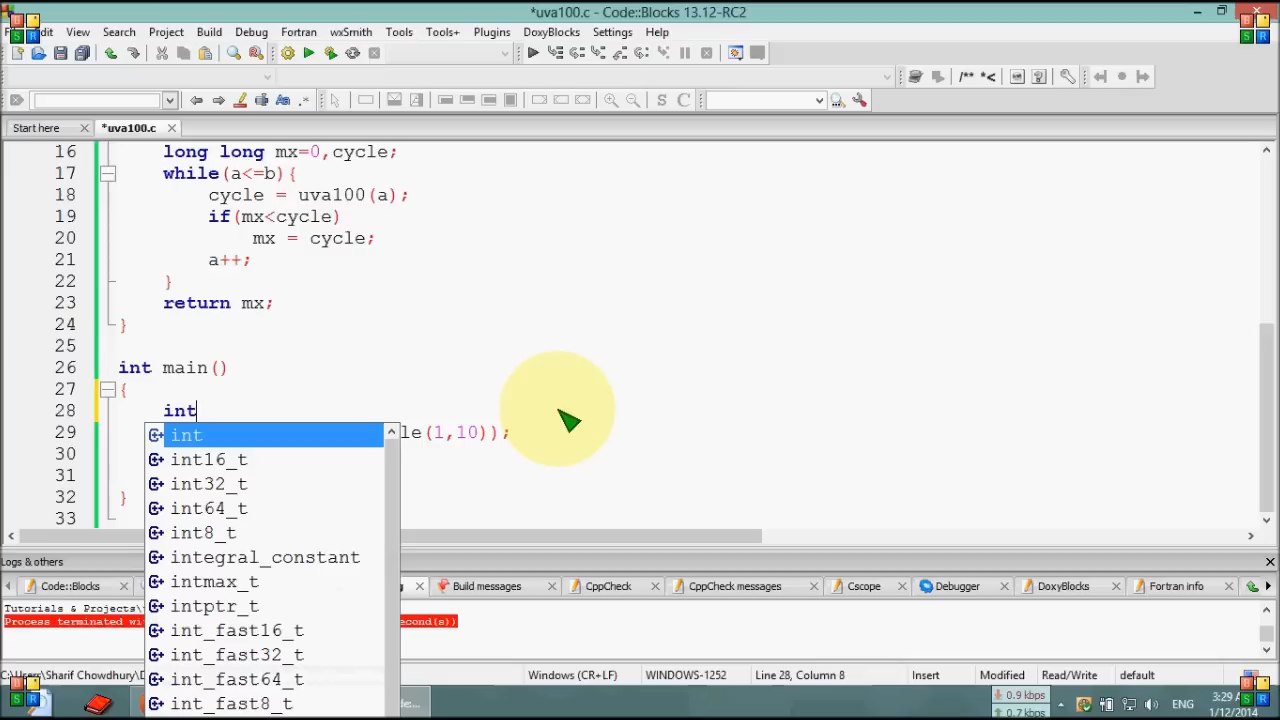 *uva100.c - Code::Blocks 13.12-RC2
View Search Project Build Debug Fortran wxSmith Tools Tools+ Plugins DoxyBlocks Settings Help
/** *<
S C
Start here *uva100.c
16 long long mx=0,cycle;
17 while(a<=b){
18 cycle = uva100(a);
19 if(mx<cycle)
20 mx = cycle;
21 a++;
22 }
23 return mx;
24 }
25
26 int main()
27 {
28 int
29 le(1,10));
30
31
32 }
33
int
int16_t
int32_t
int64_t
int8_t
integral_constant
intmax_t
intptr_t
int_fast16_t
int_fast32_t
int_fast64_t
int_fast8_t
Logs & others
Code::Blocks Build messages CppCheck CppCheck messages Cscope Debugger DoxyBlocks Fortran info
Tutorials & Projects\
Process terminated wi econd(s))
C:\Users\Sharif Chowdhury\D Windows (CR+LF) WINDOWS-1252 Line 28, Column 8 Insert Modified Read/Write default
0.9 kbps
0.7 kbps
ENG
3:29 AM
1/12/2014